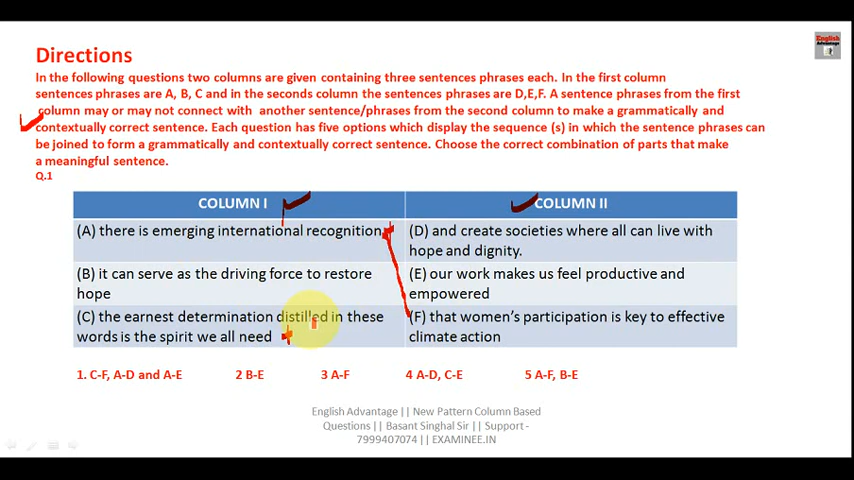 Directions
English
Advantage
In the following questions two columns are given containing three sentences phrases each. In the first column
sentences phrases are A, B, C and in the seconds column the sentences phrases are D,E,F. A sentence phrases from the first
column may or may not connect with another sentence/phrases from the second column to make a grammatically and
contextually correct sentence. Each question has five options which display the sequence (s) in which the sentence phrases can
be joined to form a grammatically and contextually correct sentence. Choose the correct combination of parts that make
a meaningful sentence.
Q.1
COLUMN I
COLUMN II
(A) there is emerging international recognition
(D) and create societies where all can live with
hope and dignity.
(B) it can serve as the driving force to restore
hope
(E) our work makes us feel productive and
empowered
(C) the earnest determination distilled in these
words is the spirit we all need
(F) that women's participation is key to effective
climate action
1. C-F, A-D and A-E 2 B-E 3 A-F 4 A-D, C-E 5 A-F, B-E
English Advantage || New Pattern Column Based
Questions || Basant Singhal Sir || Support -
7999407074 || EXAMINEE.IN